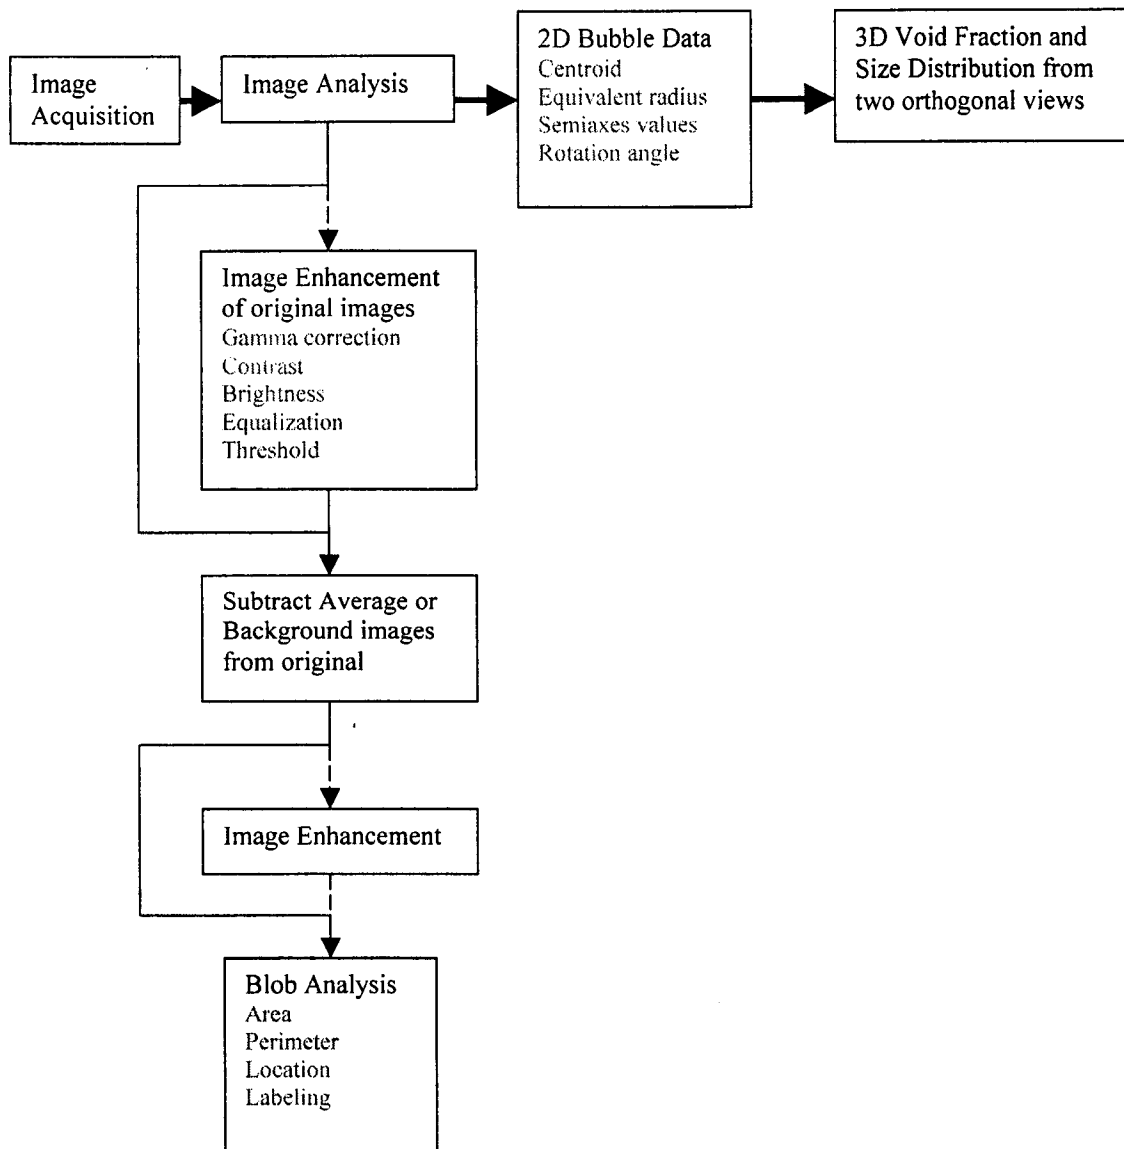 Image
Acquisition
Image Analysis
2D Bubble Data
Centroid
Equivalent radius
Semiaxes values
Rotation angle
3D Void Fraction and
Size Distribution from
two orthogonal views
Image Enhancement
of original images
Gamma correction
Contrast
Brightness
Equalization
Threshold
Subtract Average or
Background images
from original
Image Enhancement
Blob Analysis
Area
Perimeter
Location
Labeling